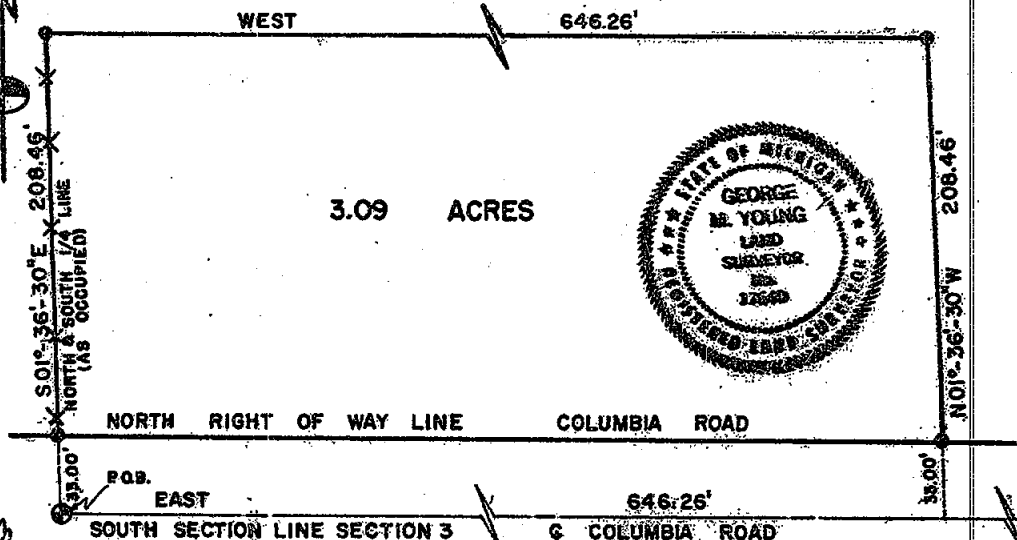 WEST 646.26'
S.01°-36'-30"E 208.46'
NORTH & SOUTH 1/4 LINE
(AS OCCUPIED)
3.09 ACRES
STATE OF MICHIGAN
REGISTERED LAND SURVEYOR
GEORGE
M. YOUNG
LAND
SURVEYOR
No.
N.01°-36'-30"W 208.46'
NORTH RIGHT OF WAY LINE COLUMBIA ROAD
33.00'
33.00'
P.O.B.
EAST 646.26'
SOUTH SECTION LINE SECTION 3 ₵ COLUMBIA ROAD